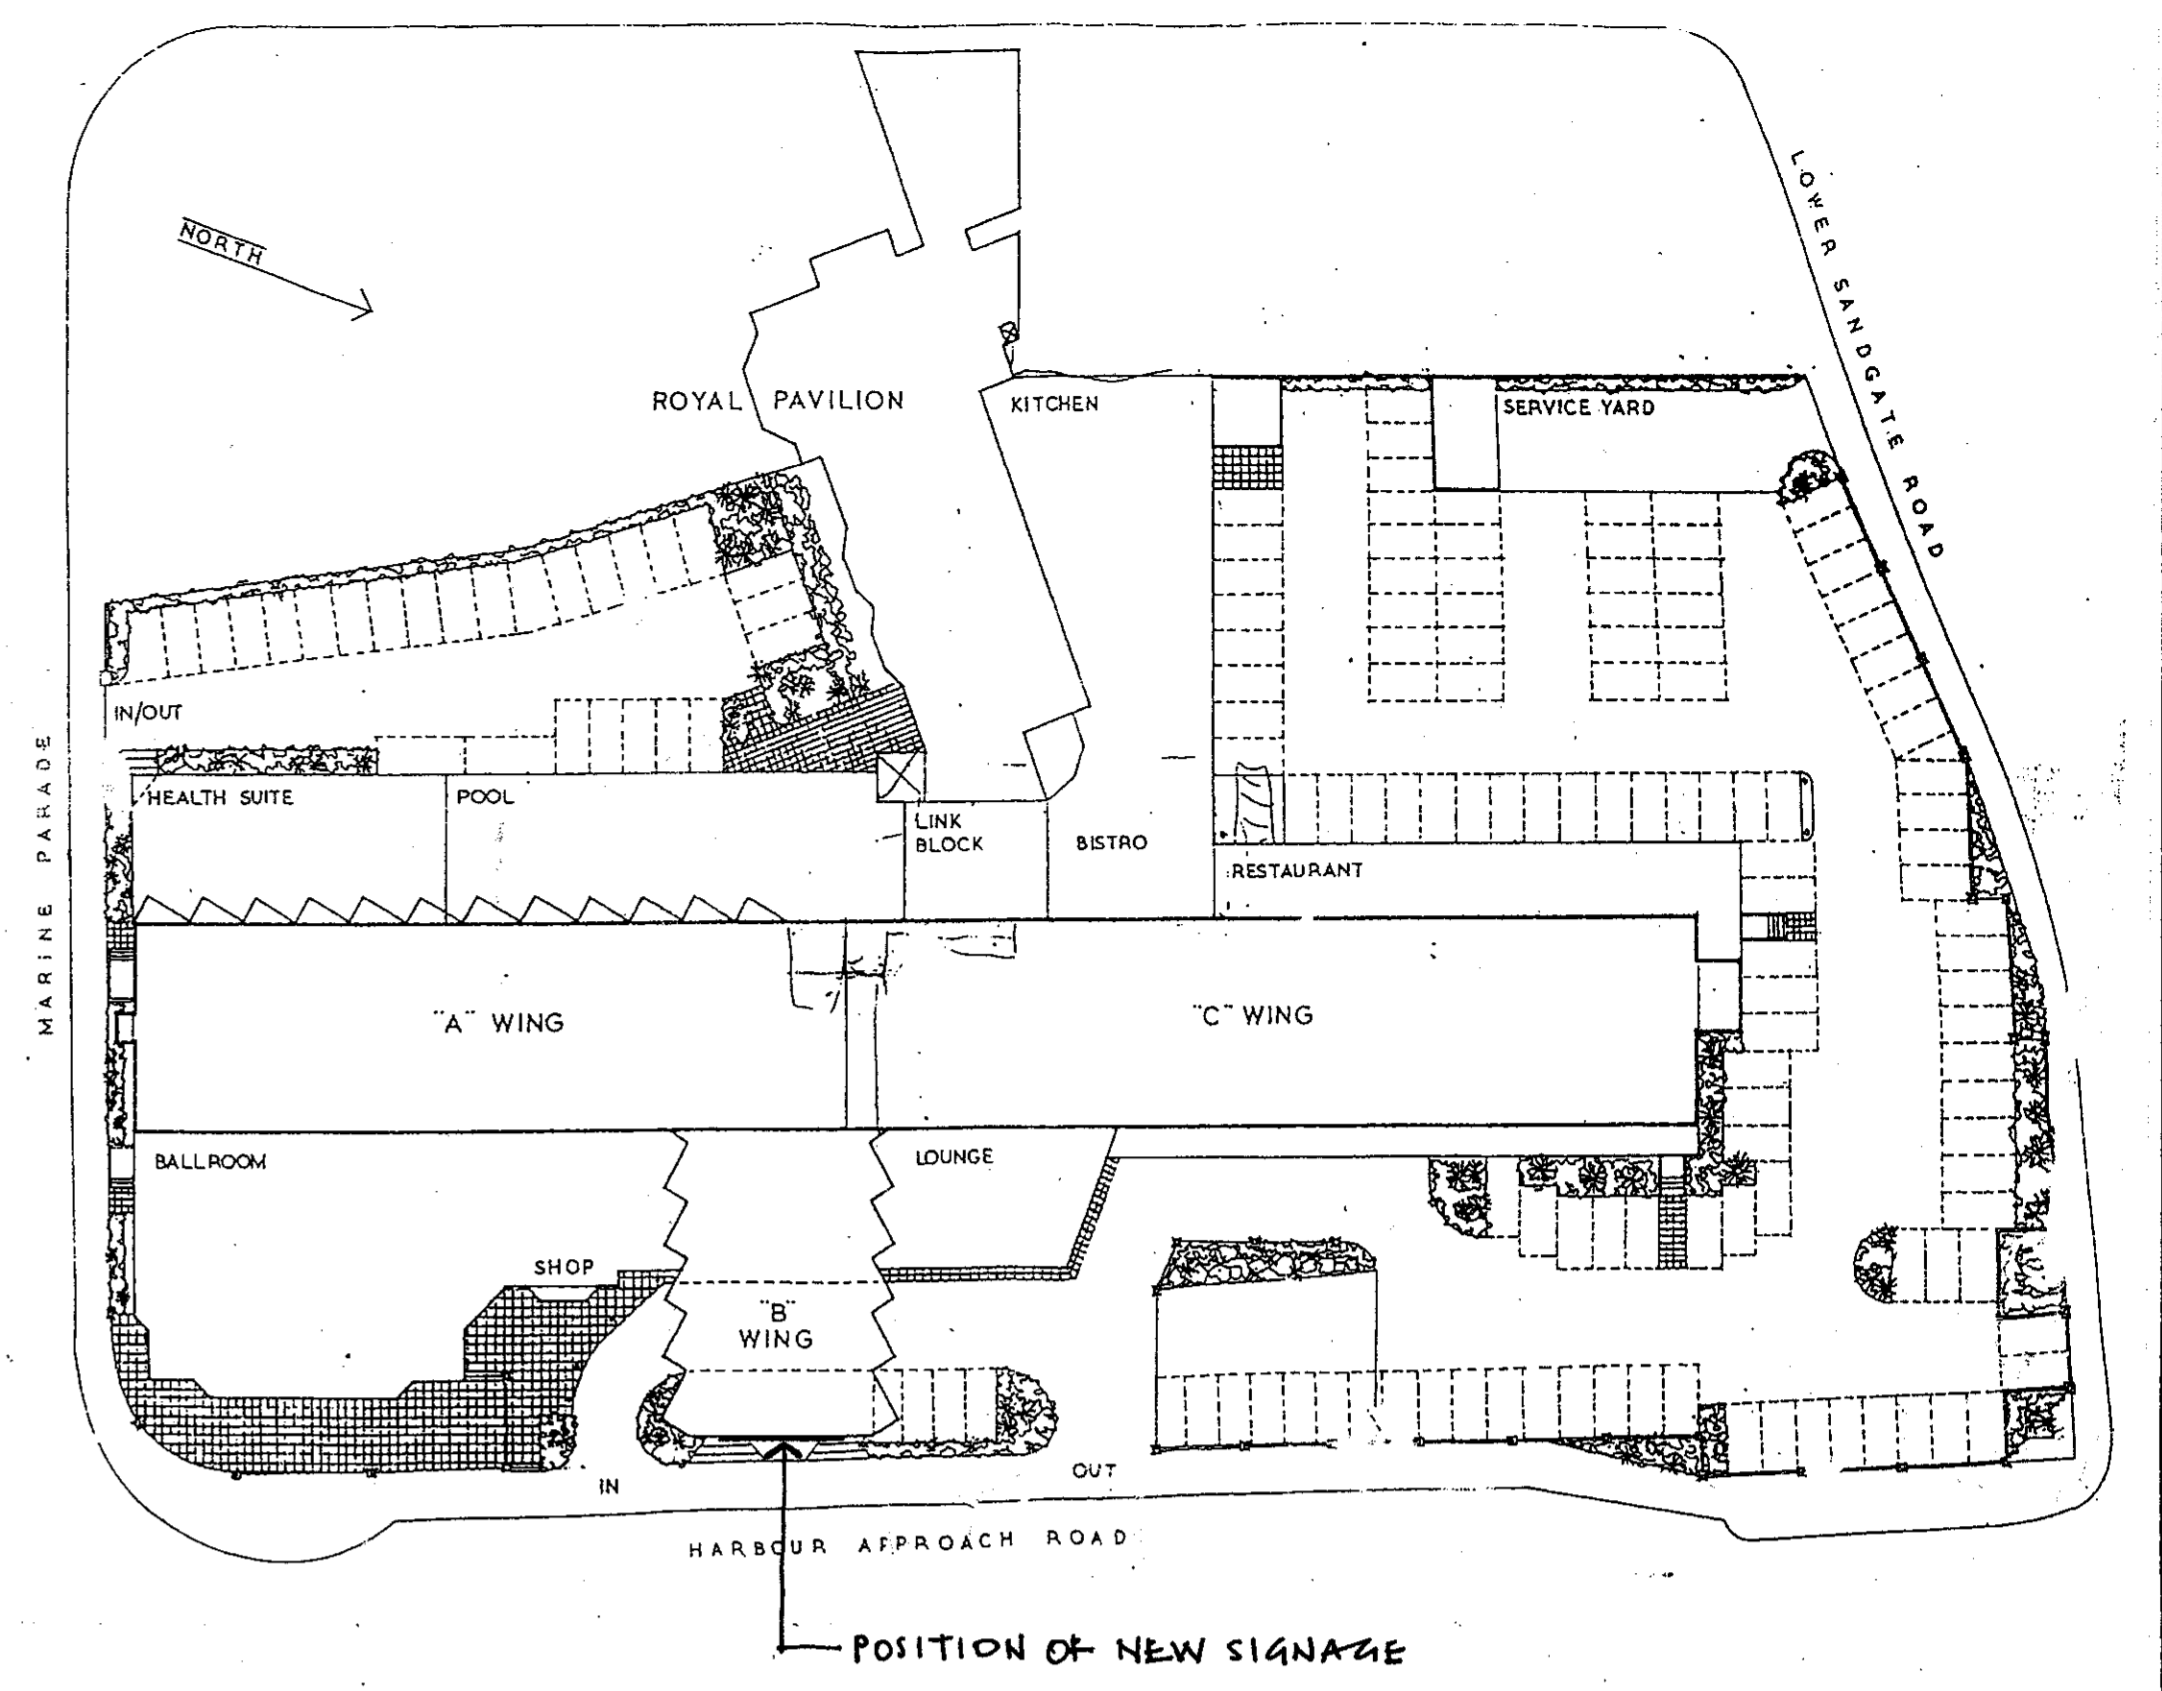 LOWER SANDGATE ROAD
NORTH
ROYAL PAVILION
KITCHEN
SERVICE YARD
IN/OUT
MARINE PARADE
HEALTH SUITE
POOL
LINK
BLOCK
BISTRO
RESTAURANT
"A" WING
"C" WING
BALLROOM
LOUNGE
SHOP
"B"
WING
IN
OUT
HARBOUR APPROACH ROAD
POSITION OF NEW SIGNAGE